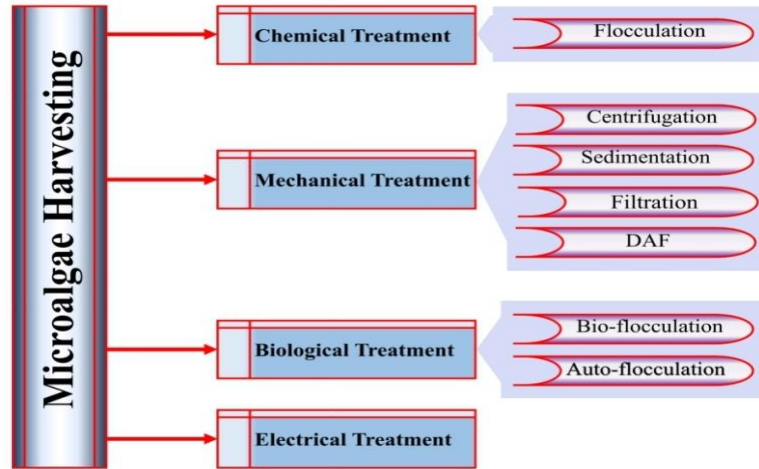 Microalgae Harvesting
Chemical Treatment
Flocculation
Mechanical Treatment
Centrifugation
Sedimentation
Filtration
DAF
Biological Treatment
Bio-flocculation
Auto-flocculation
Electrical Treatment